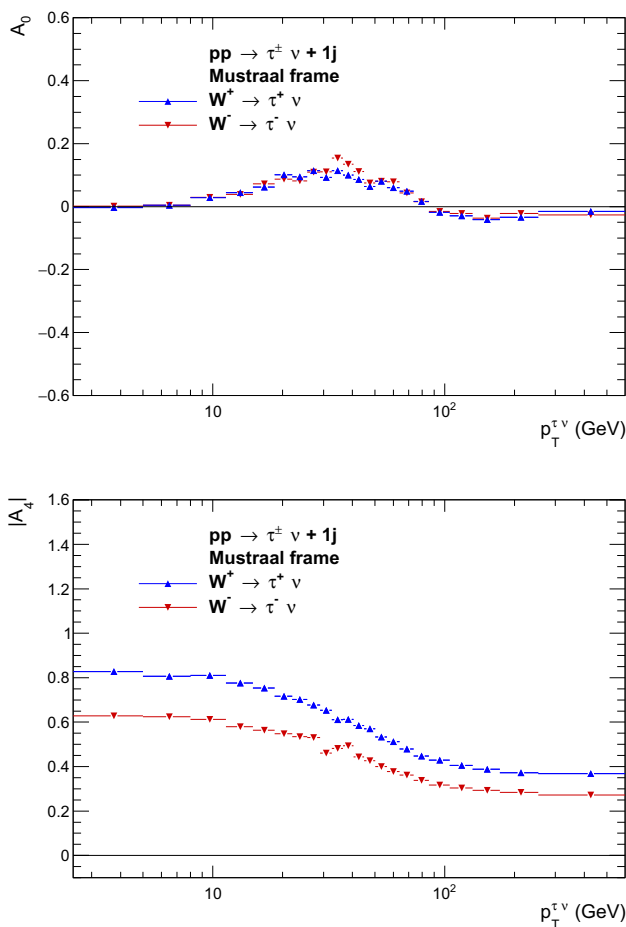 A₀
0.6
0.4
0.2
0
−0.2
−0.4
−0.6
pp → τ± ν + 1j
Mustraal frame
W⁺ → τ⁺ ν
W⁻ → τ⁻ ν
10
10²
p_T^{τ ν} (GeV)
|A₄|
1.6
1.4
1.2
1
0.8
0.6
0.4
0.2
0
pp → τ± ν + 1j
Mustraal frame
W⁺ → τ⁺ ν
W⁻ → τ⁻ ν
10
10²
p_T^{τ ν} (GeV)